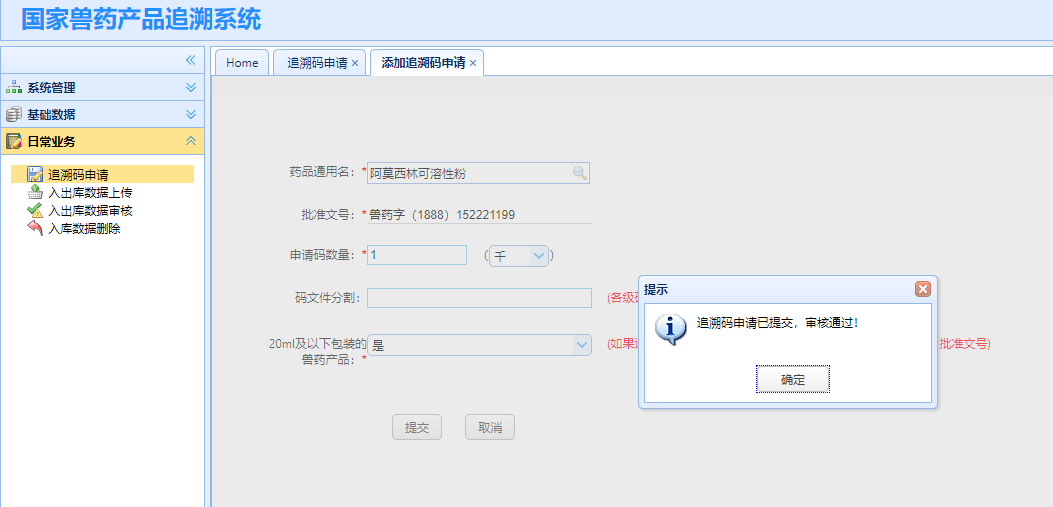 国家兽药产品追溯系统
Home
追溯码申请
添加追溯码申请
系统管理
基础数据
日常业务
追溯码申请
入出库数据上传
入出库数据审核
入库数据删除
药品通用名：*阿莫西林可溶性粉
批准文号：*兽药字（1888）152221199
申请码数量：*1 (千)
码文件分割：
(各级
20ml及以下包装的
兽药产品：*
是
(如果
批准文号)
提交
取消
提示
追溯码申请已提交，审核通过!
确定